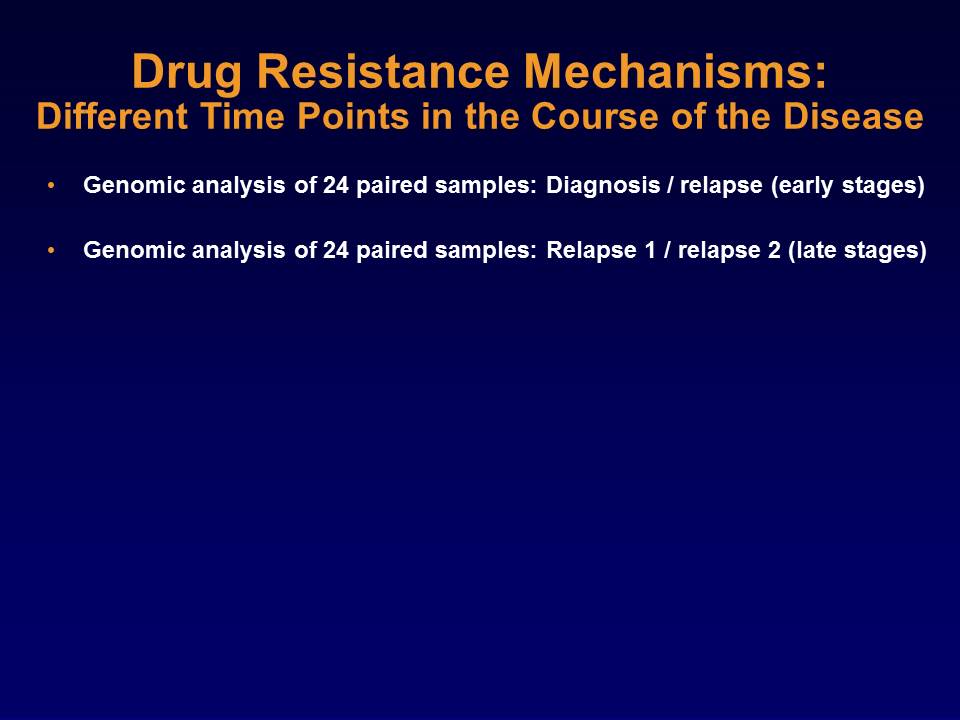 Drug Resistance Mechanisms:
Different Time Points in the Course of the Disease
• Genomic analysis of 24 paired samples: Diagnosis / relapse (early stages)
• Genomic analysis of 24 paired samples: Relapse 1 / relapse 2 (late stages)